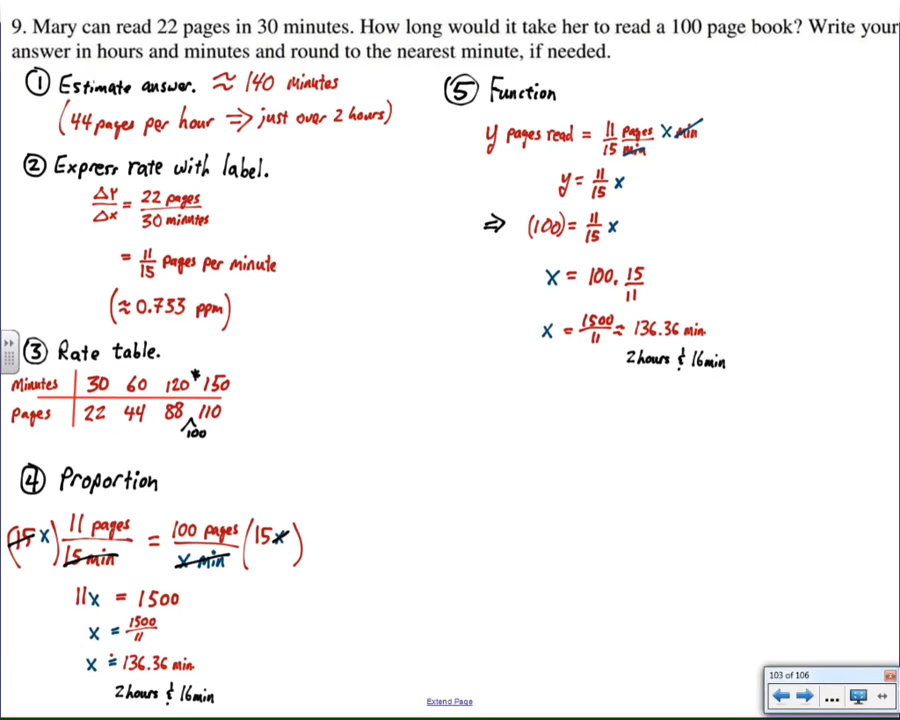 9. Mary can read 22 pages in 30 minutes. How long would it take her to read a 100 page book? Write your
answer in hours and minutes and round to the nearest minute, if needed.
① Estimate answer. ≈ 140 minutes
(44 pages per hour ⇒ just over 2 hours)
② Express rate with label.
ΔY/Δx = 22 pages/30 minutes
= 11/15 pages per minute
(≈ 0.733 ppm)
③ Rate table.
Minutes | 30 60 120 * 150
Pages | 22 44 88 110
100
④ Proportion
(15x) 11 pages/15 min = 100 pages/x min (15x)
11x = 1500
x = 1500/11
x ≐ 136.36 min.
2 hours & 16 min
⑤ Function
y pages read = 11/15 pages/min x min
y = 11/15 x
⇒ (100) = 11/15 x
x = 100 · 15/11
x = 1500/11 ≐ 136.36 min.
2 hours & 16 min
Extend Page
103 of 106
...